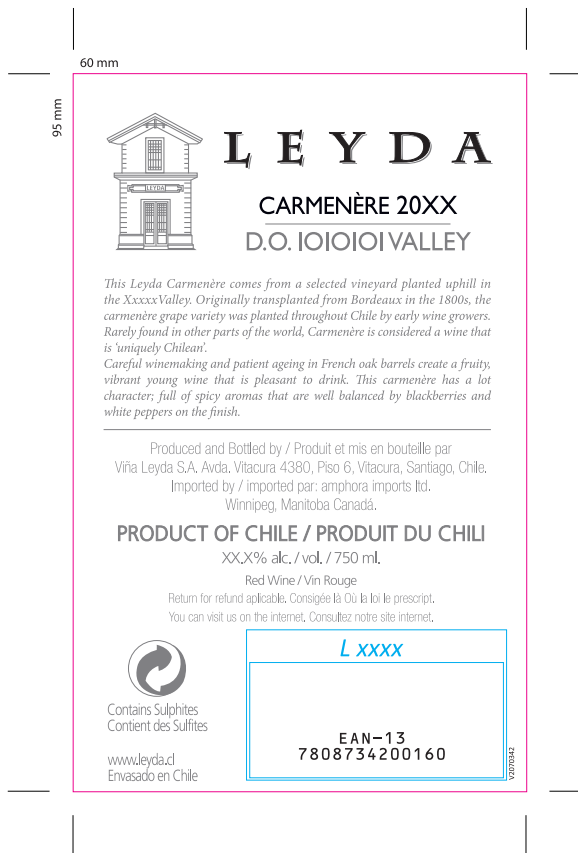 60 mm
95 mm
LEYDA
LEYDA
CARMENÈRE 20XX
D.O. IOIOIOI VALLEY
This Leyda Carmenère comes from a selected vineyard planted uphill in
the XxxxxValley. Originally transplanted from Bordeaux in the 1800s, the
carmenère grape variety was planted throughout Chile by early wine growers.
Rarely found in other parts of the world, Carmenère is considered a wine that
is ‘uniquely Chilean’.
Careful winemaking and patient ageing in French oak barrels create a fruity,
vibrant young wine that is pleasant to drink. This carmenère has a lot
character; full of spicy aromas that are well balanced by blackberries and
white peppers on the finish.
Produced and Bottled by / Produit et mis en bouteille par
Viña Leyda S.A. Avda. Vitacura 4380, Piso 6, Vitacura, Santiago, Chile.
Imported by / imported par: amphora imports ltd.
Winnipeg, Manitoba Canadá.
PRODUCT OF CHILE / PRODUIT DU CHILI
XX.X% alc. / vol. / 750 ml.
Red Wine / Vin Rouge
Return for refund aplicable. Consigée là Où la loi le prescript.
You can visit us on the internet. Consultez notre site internet.
L xxxx
Contains Sulphites
Contient des Sulfites
www.leyda.cl
Envasado en Chile
EAN-13
7808734200160
V2070342